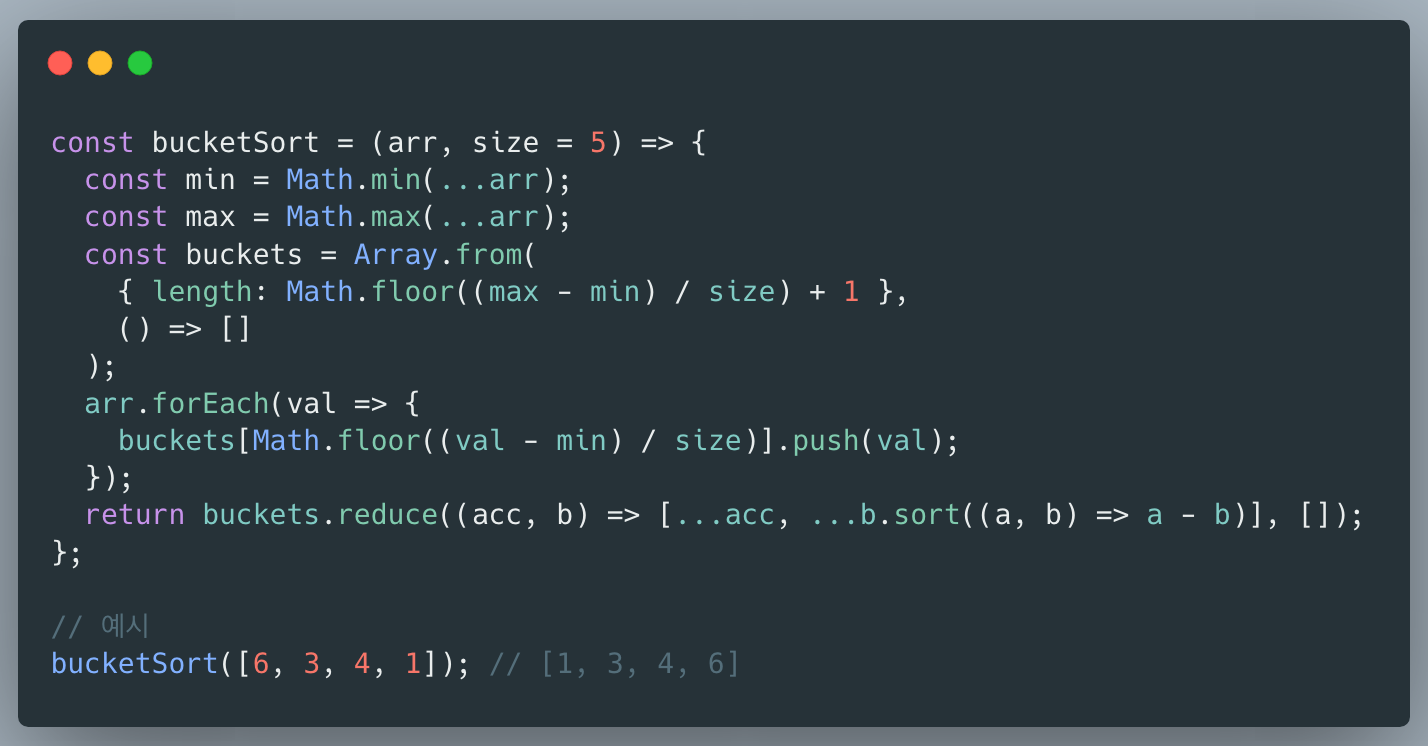 const bucketSort = (arr, size = 5) => {
  const min = Math.min(...arr);
  const max = Math.max(...arr);
  const buckets = Array.from(
    { length: Math.floor((max - min) / size) + 1 },
    () => []
  );
  arr.forEach(val => {
    buckets[Math.floor((val - min) / size)].push(val);
  });
  return buckets.reduce((acc, b) => [...acc, ...b.sort((a, b) => a - b)], []);
};

// 예시
bucketSort([6, 3, 4, 1]); // [1, 3, 4, 6]